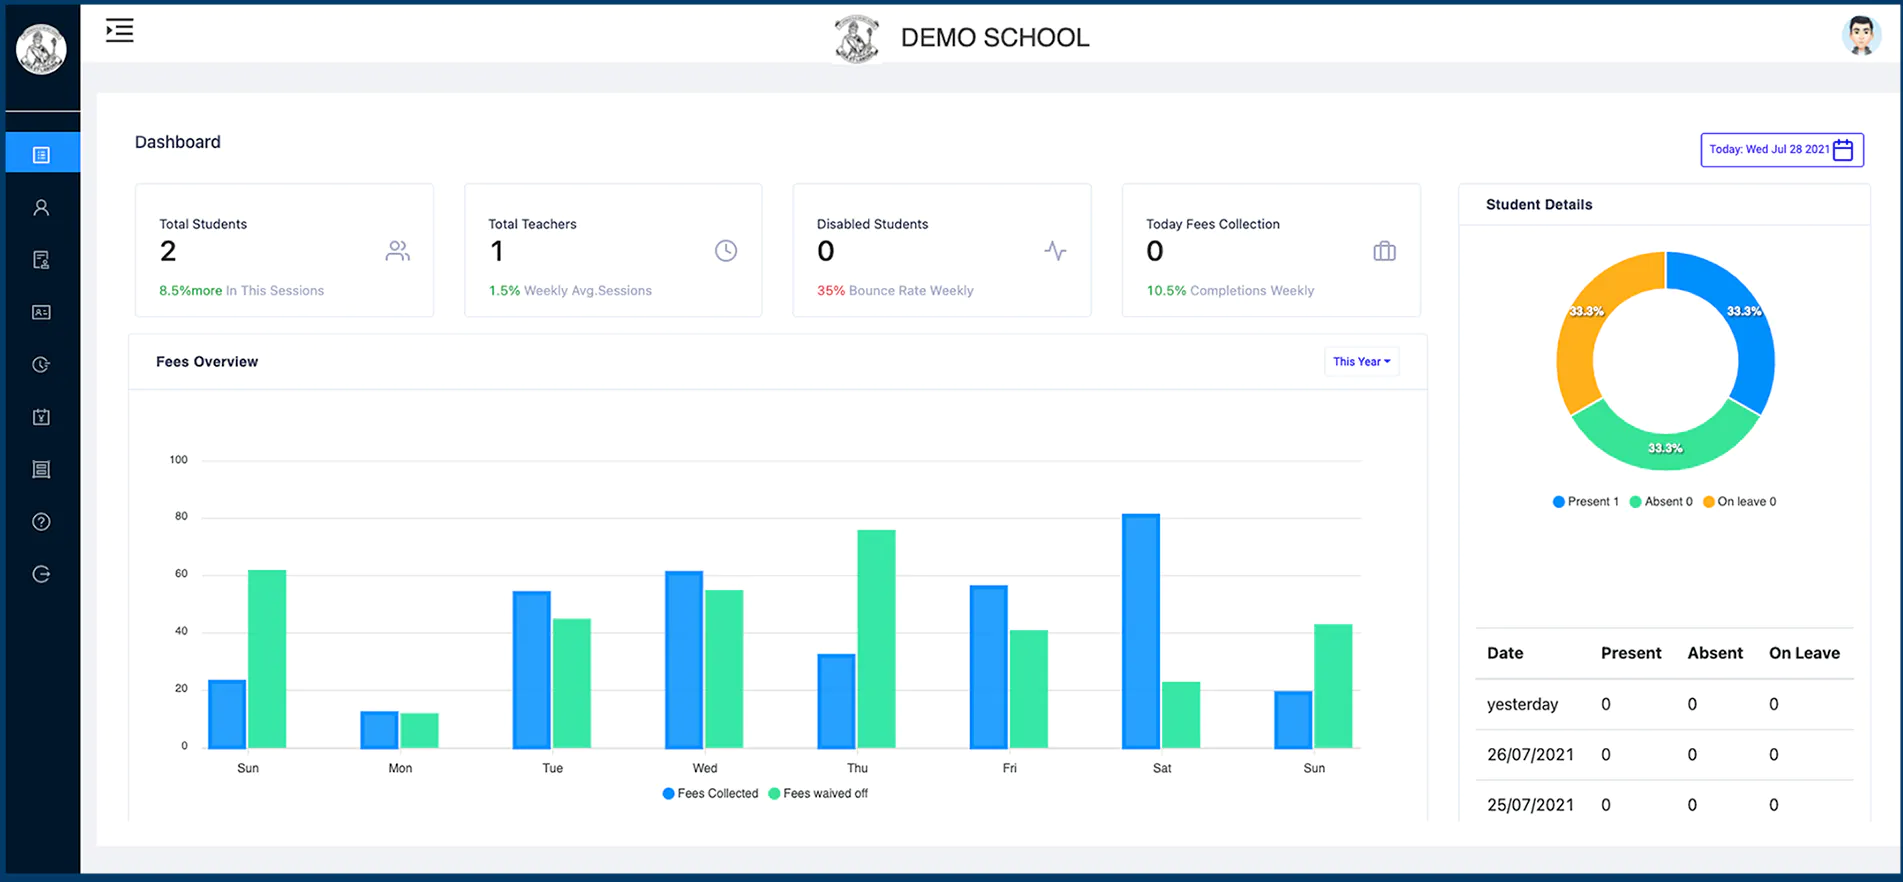 DEMO SCHOOL
Dashboard
Today: Wed Jul 28 2021
Total Students
2
8.5%more In This Sessions
Total Teachers
1
1.5% Weekly Avg.Sessions
Disabled Students
0
35% Bounce Rate Weekly
Today Fees Collection
0
10.5% Completions Weekly
Fees Overview
This Year
100
80
60
40
20
0
Sun Mon Tue Wed Thu Fri Sat Sun
Fees Collected Fees waived off
Student Details
33.3% 33.3%
33.3%
Present 1 Absent 0 On leave 0
Date Present Absent On Leave
yesterday 0 0 0
26/07/2021 0 0 0
25/07/2021 0 0 0